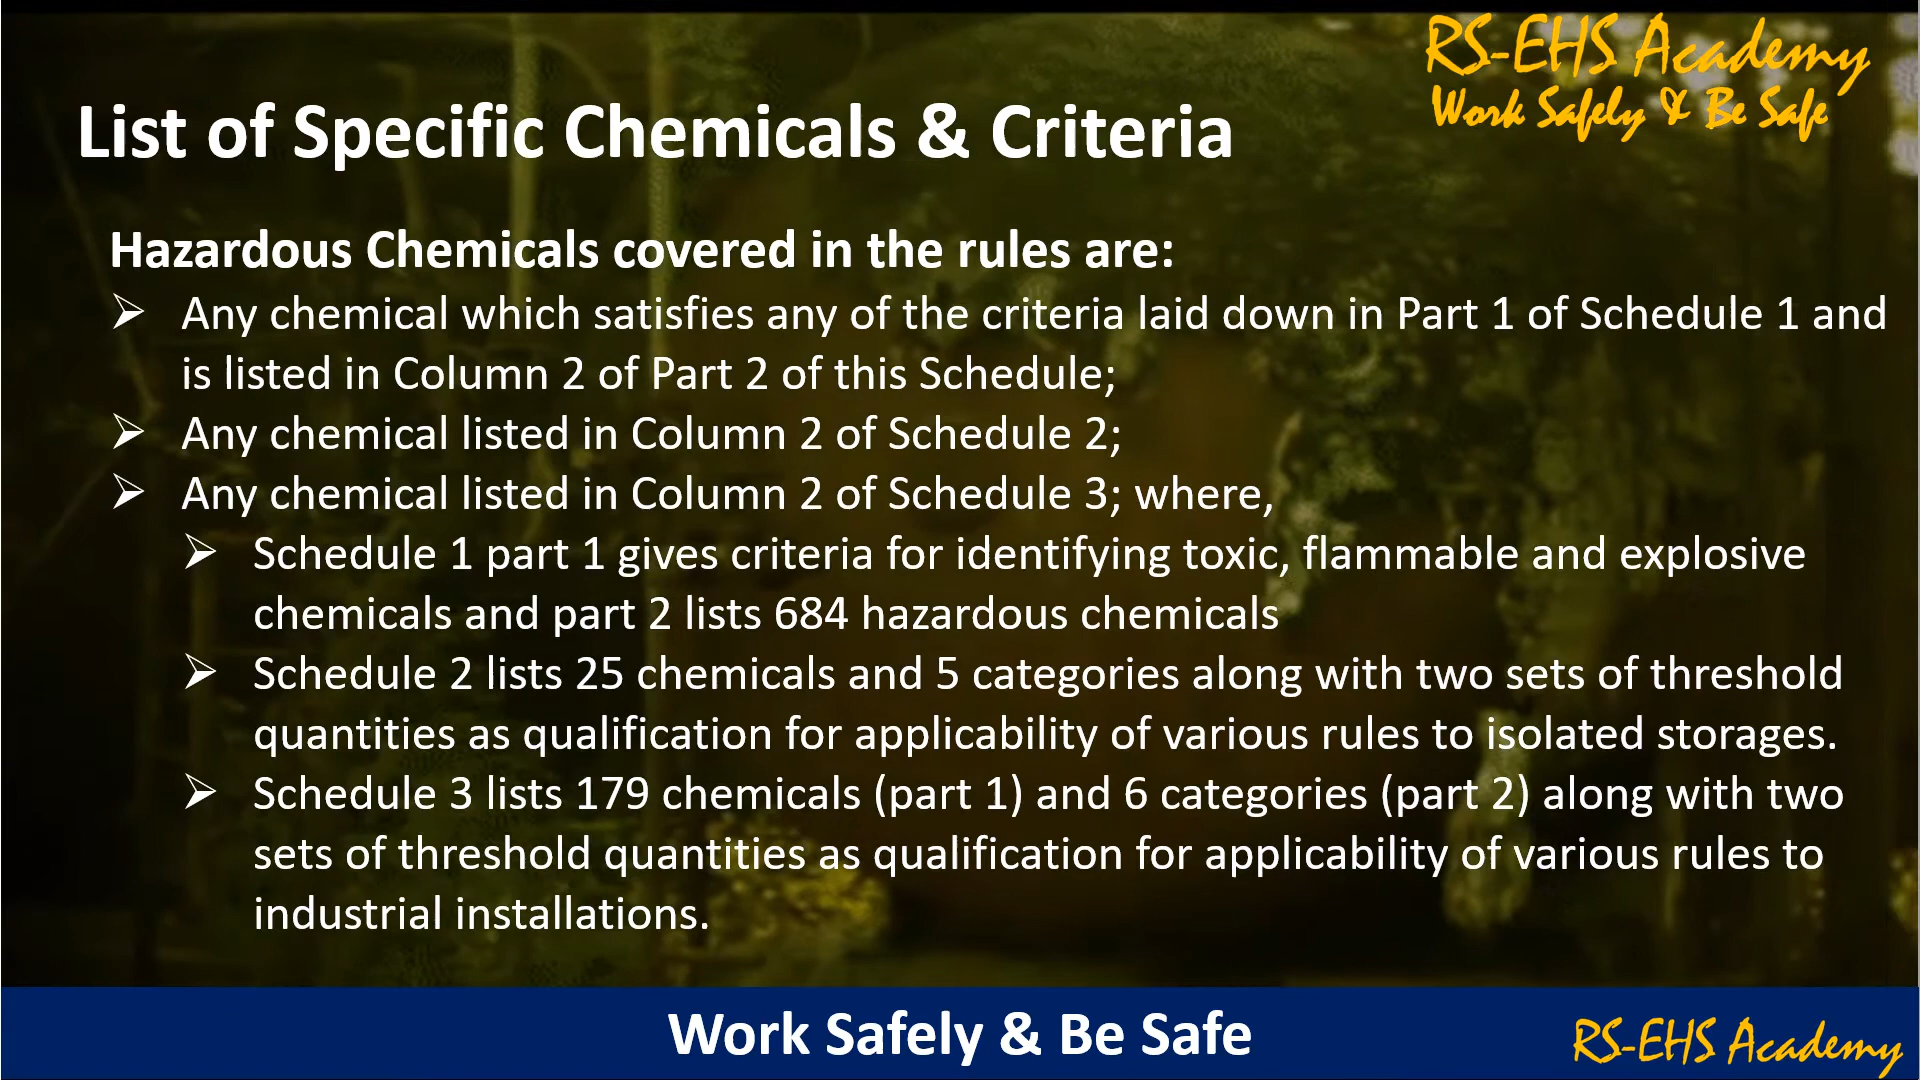 RS-EHS Academy
Work Safely & Be Safe
List of Specific Chemicals & Criteria
Hazardous Chemicals covered in the rules are:
➢ Any chemical which satisfies any of the criteria laid down in Part 1 of Schedule 1 and
is listed in Column 2 of Part 2 of this Schedule;
➢ Any chemical listed in Column 2 of Schedule 2;
➢ Any chemical listed in Column 2 of Schedule 3; where,
➢ Schedule 1 part 1 gives criteria for identifying toxic, flammable and explosive
chemicals and part 2 lists 684 hazardous chemicals
➢ Schedule 2 lists 25 chemicals and 5 categories along with two sets of threshold
quantities as qualification for applicability of various rules to isolated storages.
➢ Schedule 3 lists 179 chemicals (part 1) and 6 categories (part 2) along with two
sets of threshold quantities as qualification for applicability of various rules to
industrial installations.
Work Safely & Be Safe
RS-EHS Academy